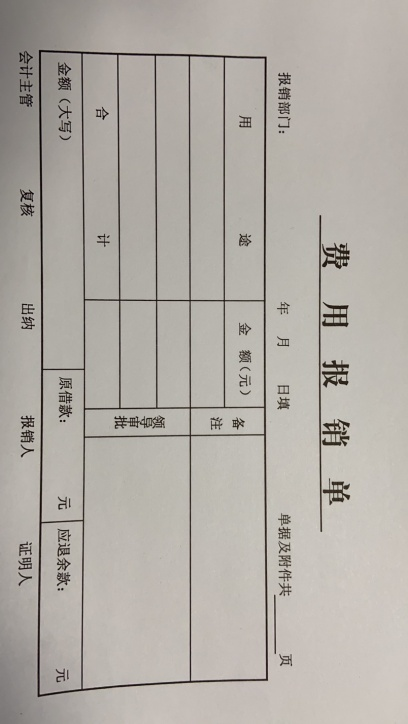 费用报销单
报销部门： 年 月 日填 单据及附件共 页
用 途 金 额(元) 备注
领导审批
合 计
金额（大写） 原借款： 元 应退余款： 元
会计主管 复核 出纳 报销人 证明人